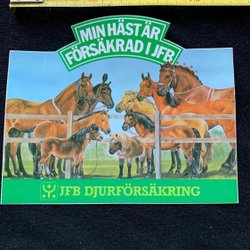 MIN HÄST ÄR
FÖRSÄKRAD I JFB
JFB DJURFÖRSÄKRING